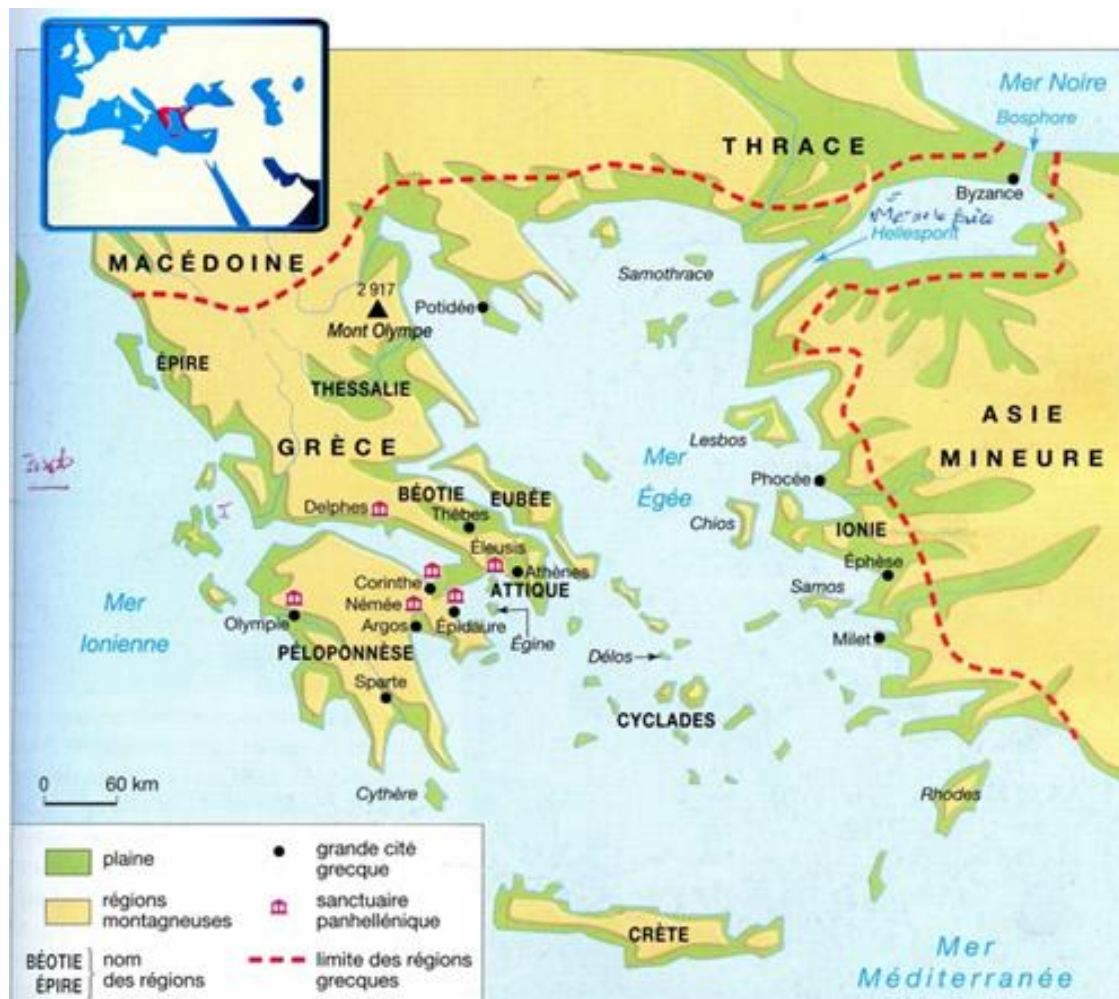 Mer Noire
Bosphore
THRACE
Byzance
Hellespont
MACÉDOINE
Samothrace
2 917
Mont Olympe
Potidée
ÉPIRE
THESSALIE
ASIE
MINEURE
GRÈCE
Lesbos
Mer
Égée
Phocée
BÉOTIE
EUBÉE
Delphes
Thèbes
Chios
IONIE
Éleusis
Athènes
Éphèse
Corinthe
ATTIQUE
Samos
Némée
Mer
Ionienne
Olympie
Argos
Épidaure
Égine
Milet
PÉLOPONNÈSE
Délos
Sparte
CYCLADES
0 60 km
Cythère
Rhodes
plaine
grande cité
grecque
régions
montagneuses
sanctuaire
panhellénique
BÉOTIE
ÉPIRE
nom
des régions
limite des régions
grecques
CRÈTE
Mer
Méditerranée